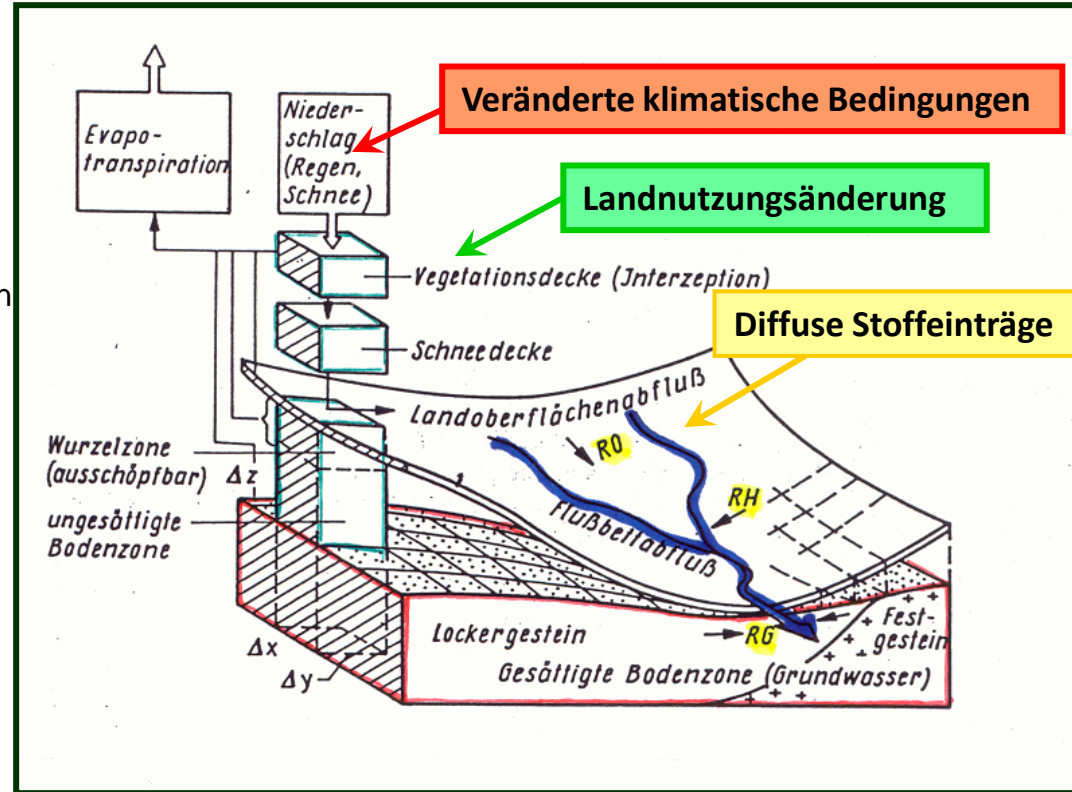 Veränderte klimatische Bedingungen
Landnutzungsänderung
Diffuse Stoffeinträge
n
Evapo-
transpiration
Nieder-
schlag
(Regen,
Schnee)
Vegetationsdecke (Jnterzeption)
Schneedecke
Landoberflächenabfluß
RO
RH
Flußbettabfluß
Wurzelzone
(ausschöpfbar)
Δz
ungesättigte
Bodenzone
Δx
Δy
Lockergestein
RG
Fest-
gestein
Gesättigte Bodenzone (Grundwasser)